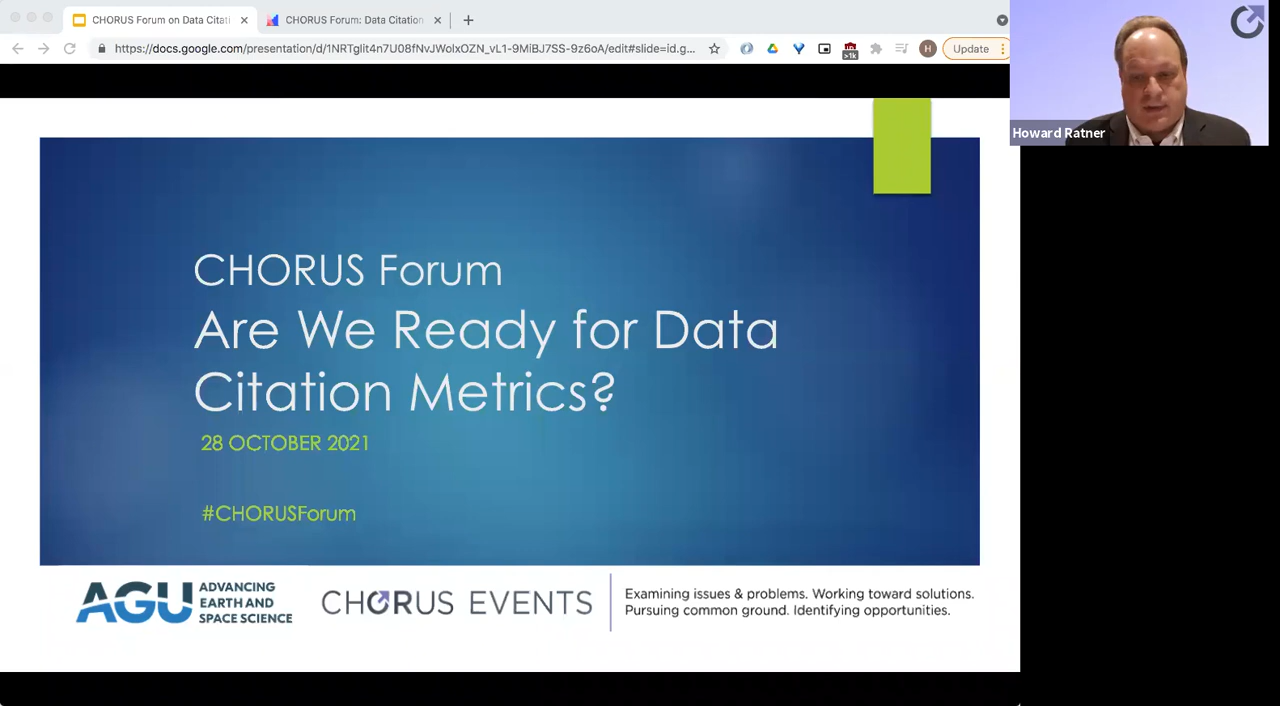 CHORUS Forum on Data Citati
CHORUS Forum: Data Citation
https://docs.google.com/presentation/d/1NRTglit4n7U08fNvJWolxOZN_vL1-9MiBJ7SS-9z6oA/edit#slide=id.g...
>1k
H
Update
Howard Ratner
CHORUS Forum
Are We Ready for Data
Citation Metrics?
28 OCTOBER 2021
#CHORUSForum
AGU
ADVANCING
EARTH AND
SPACE SCIENCE
CHORUS EVENTS
Examining issues & problems. Working toward solutions.
Pursuing common ground. Identifying opportunities.